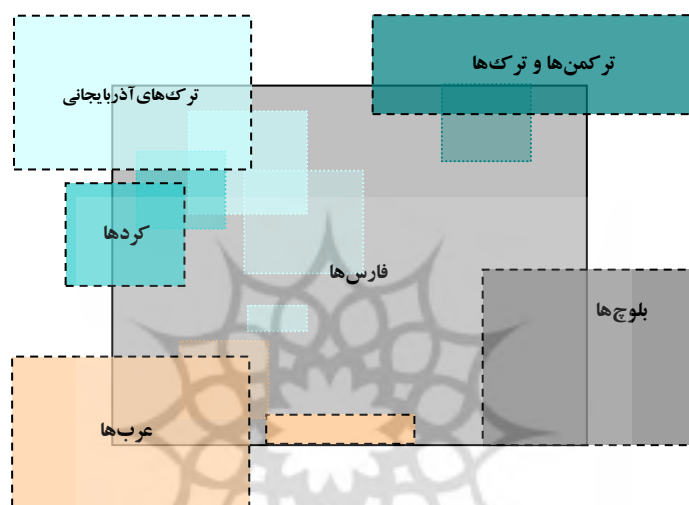 ترکمن‌ها و ترک‌ها
ترک‌های آذربایجانی
کردها
فارس‌ها
بلوچ‌ها
عرب‌ها